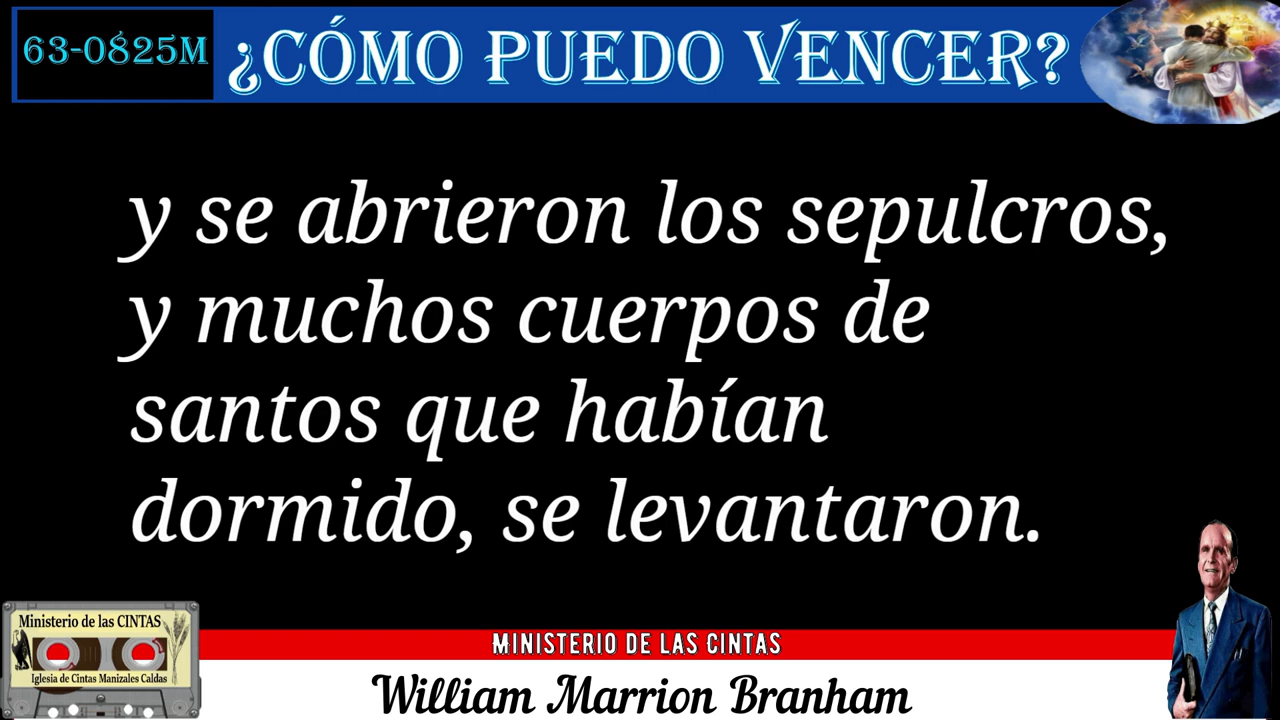 63-0825M
¿CÓMO PUEDO VENCER?
y se abrieron los sepulcros,
y muchos cuerpos de
santos que habían
dormido, se levantaron.
Ministerio de las CINTAS
Iglesia de Cintas Manizales Caldas
MINISTERIO DE LAS CINTAS
William Marrion Branham